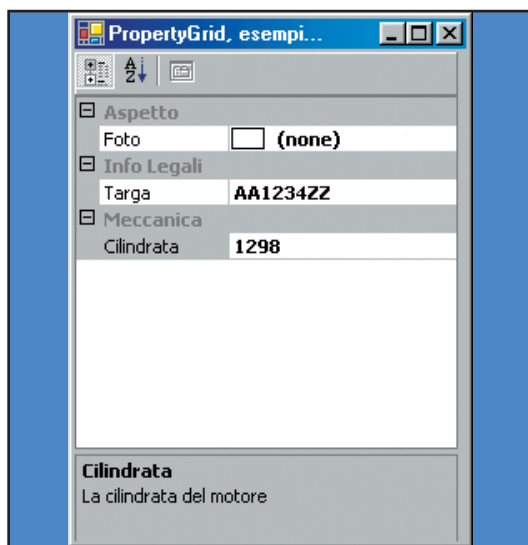 PropertyGrid, esempi...
Aspetto
Foto (none)
Info Legali
Targa AA1234ZZ
Meccanica
Cilindrata 1298
Cilindrata
La cilindrata del motore